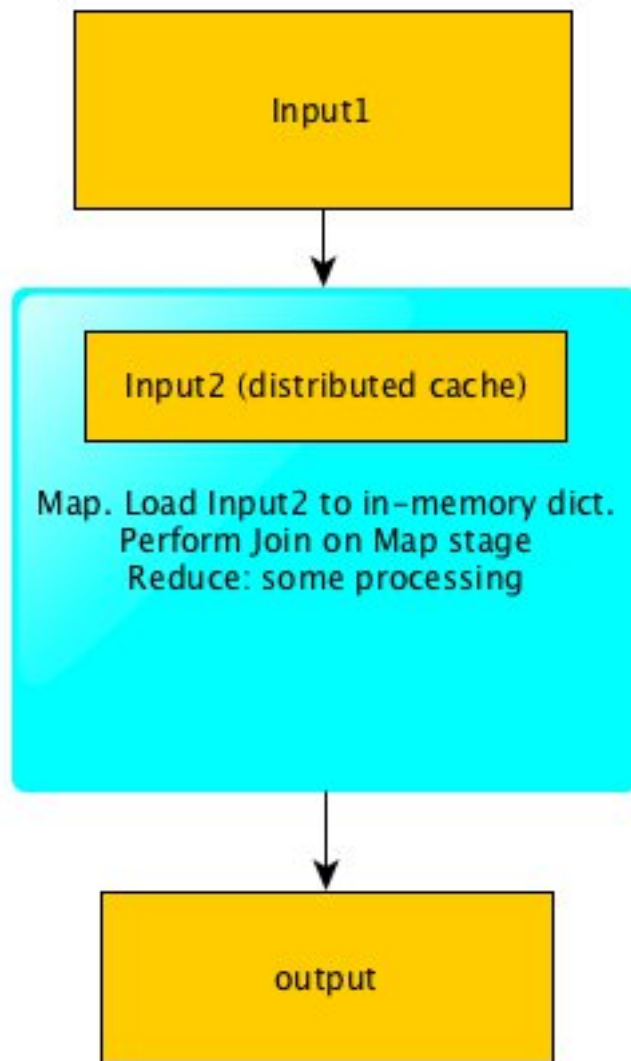 Input1
Input2 (distributed cache)
Map. Load Input2 to in-memory dict.
Perform Join on Map stage
Reduce: some processing
output